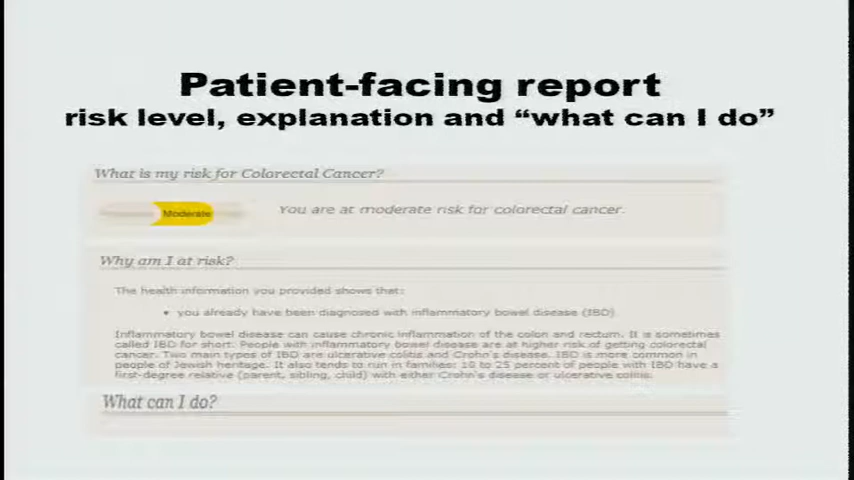 Patient-facing report
risk level, explanation and “what can I do”
What is my risk for Colorectal Cancer?
Moderate
You are at moderate risk for colorectal cancer.
Why am I at risk?
The health information you provided shows that:
• you already have been diagnosed with inflammatory bowel disease (IBD)
Inflammatory bowel disease can cause chronic inflammation of the colon and rectum. It is sometimes
called IBD for short. People with inflammatory bowel disease are at higher risk of getting colorectal
cancer. Two main types of IBD are ulcerative colitis and Crohn's disease. IBD is more common in
people of Jewish heritage. It also tends to run in families: 10 to 25 percent of people with IBD have a
first-degree relative (parent, sibling, child) with either Crohn's disease or ulcerative colitis.
What can I do?